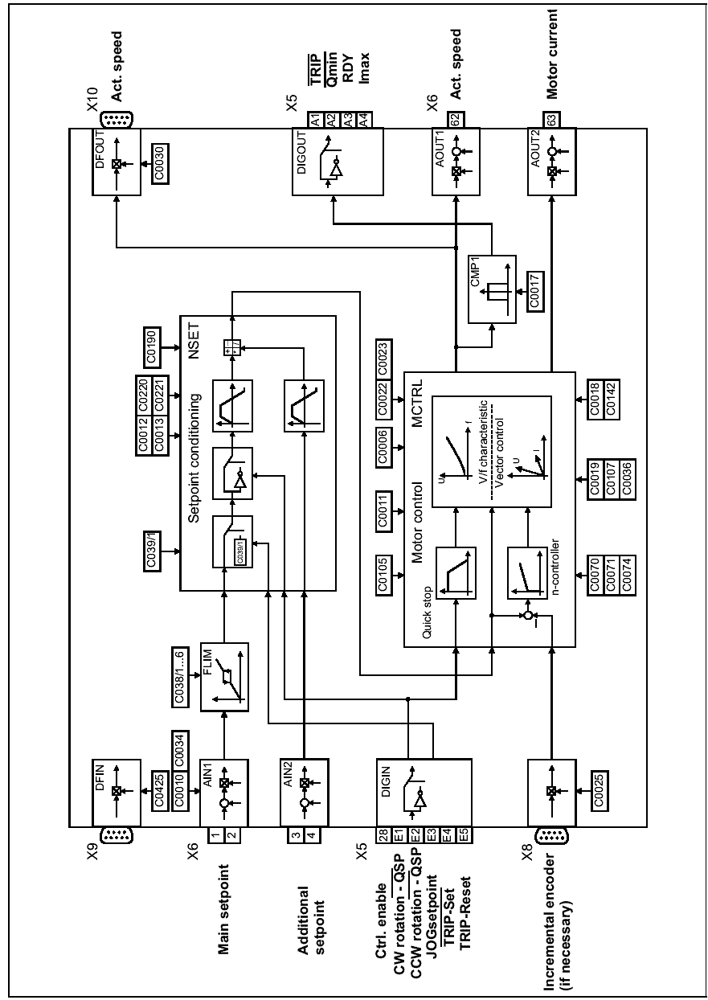 X9
DFIN
C0425
X6
Main setpoint
1
2
C0010
C0034
AIN1
C038/1...6
FLIM
Additional
setpoint
3
4
AIN2
X5
Ctrl. enable
CW rotation - QSP
CCW rotation - QSP
JOGsetpoint
TRIP-Set
TRIP-Reset
28
E1
E2
E3
E4
E5
DIGIN
X8
Incremental encoder
(if necessary)
C0025
C039/1
C0012
C0220
C0013
C0221
C0190
Setpoint conditioning
NSET
C039/1
C0105
C0011
C0006
C0022
C0023
Motor control
MCTRL
Quick stop
n-controller
U
f
V/f characteristic
Vector control
U
I
C0070
C0071
C0074
C0019
C0107
C0036
C0018
C0142
CMP1
C0017
DFOUT
C0030
X10
Act. speed
DIGOUT
X5
A1
A2
A3
A4
TRIP
Qmin
RDY
Imax
AOUT1
X6
62
Act. speed
AOUT2
63
Motor current